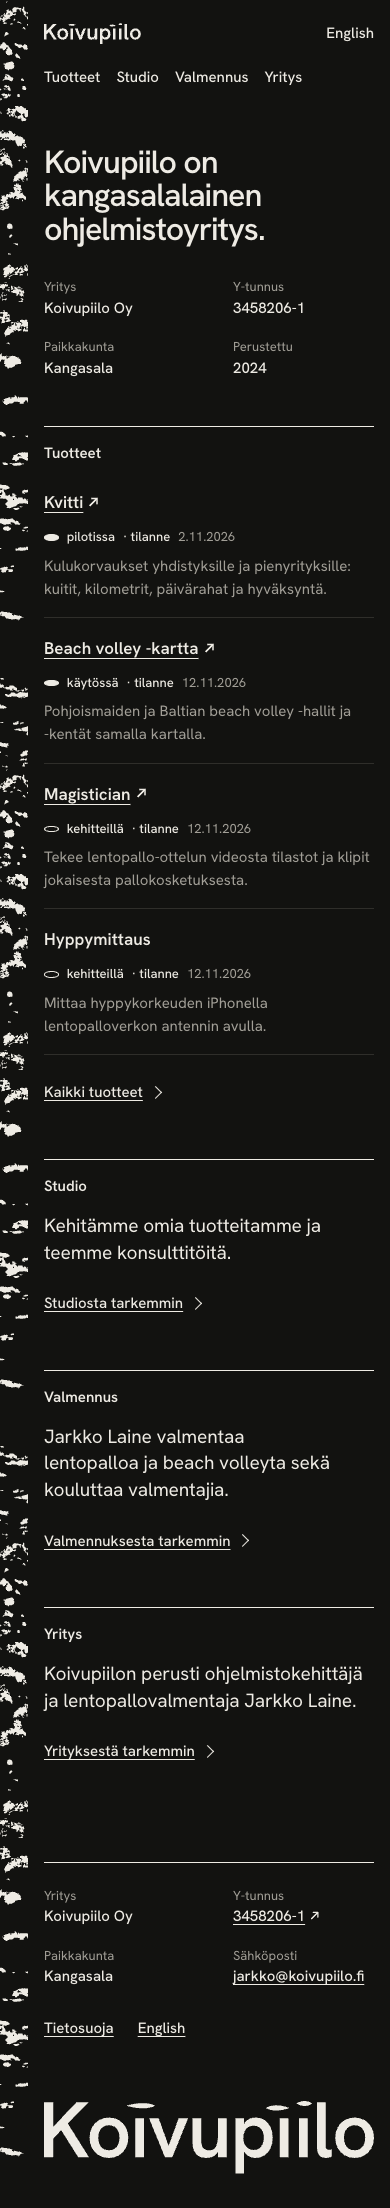 Koivupiilo
English
Tuotteet Studio Valmennus Yritys
Koivupiilo on
kangasalalainen
ohjelmistoyritys.
Yritys Y-tunnus
Koivupiilo Oy 3458206-1
Paikkakunta Perustettu
Kangasala 2024
Tuotteet
Kvitti ↗
pilotissa · tilanne 2.11.2026
Kulukorvaukset yhdistyksille ja pienyrityksille:
kuitit, kilometrit, päivärahat ja hyväksyntä.
Beach volley -kartta ↗
käytössä · tilanne 12.11.2026
Pohjoismaiden ja Baltian beach volley -hallit ja
-kentät samalla kartalla.
Magistician ↗
kehitteillä · tilanne 12.11.2026
Tekee lentopallo-ottelun videosta tilastot ja klipit
jokaisesta pallokosketuksesta.
Hyppymittaus
kehitteillä · tilanne 12.11.2026
Mittaa hyppykorkeuden iPhonella
lentopalloverkon antennin avulla.
Kaikki tuotteet
Studio
Kehitämme omia tuotteitamme ja
teemme konsulttitöitä.
Studiosta tarkemmin
Valmennus
Jarkko Laine valmentaa
lentopalloa ja beach volleyta sekä
kouluttaa valmentajia.
Valmennuksesta tarkemmin
Yritys
Koivupiilon perusti ohjelmistokehittäjä
ja lentopallovalmentaja Jarkko Laine.
Yrityksestä tarkemmin
Yritys Y-tunnus
Koivupiilo Oy 3458206-1 ↗
Paikkakunta Sähköposti
Kangasala jarkko@koivupiilo.fi
Tietosuoja English
Koivupiilo